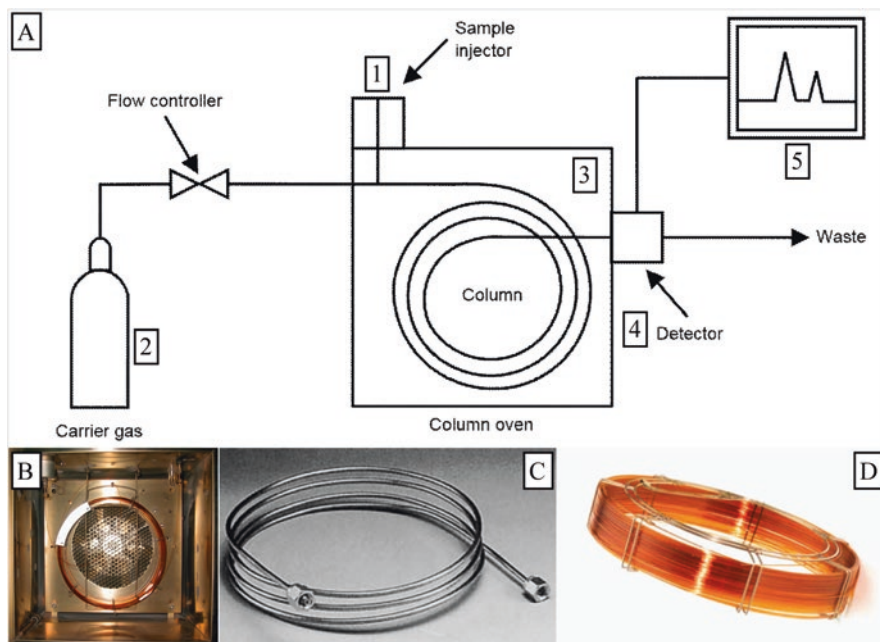 A
Sample
injector
1
Flow controller
3
5
Waste
Column
2
4
Detector
Carrier gas
Column oven
B
C
D